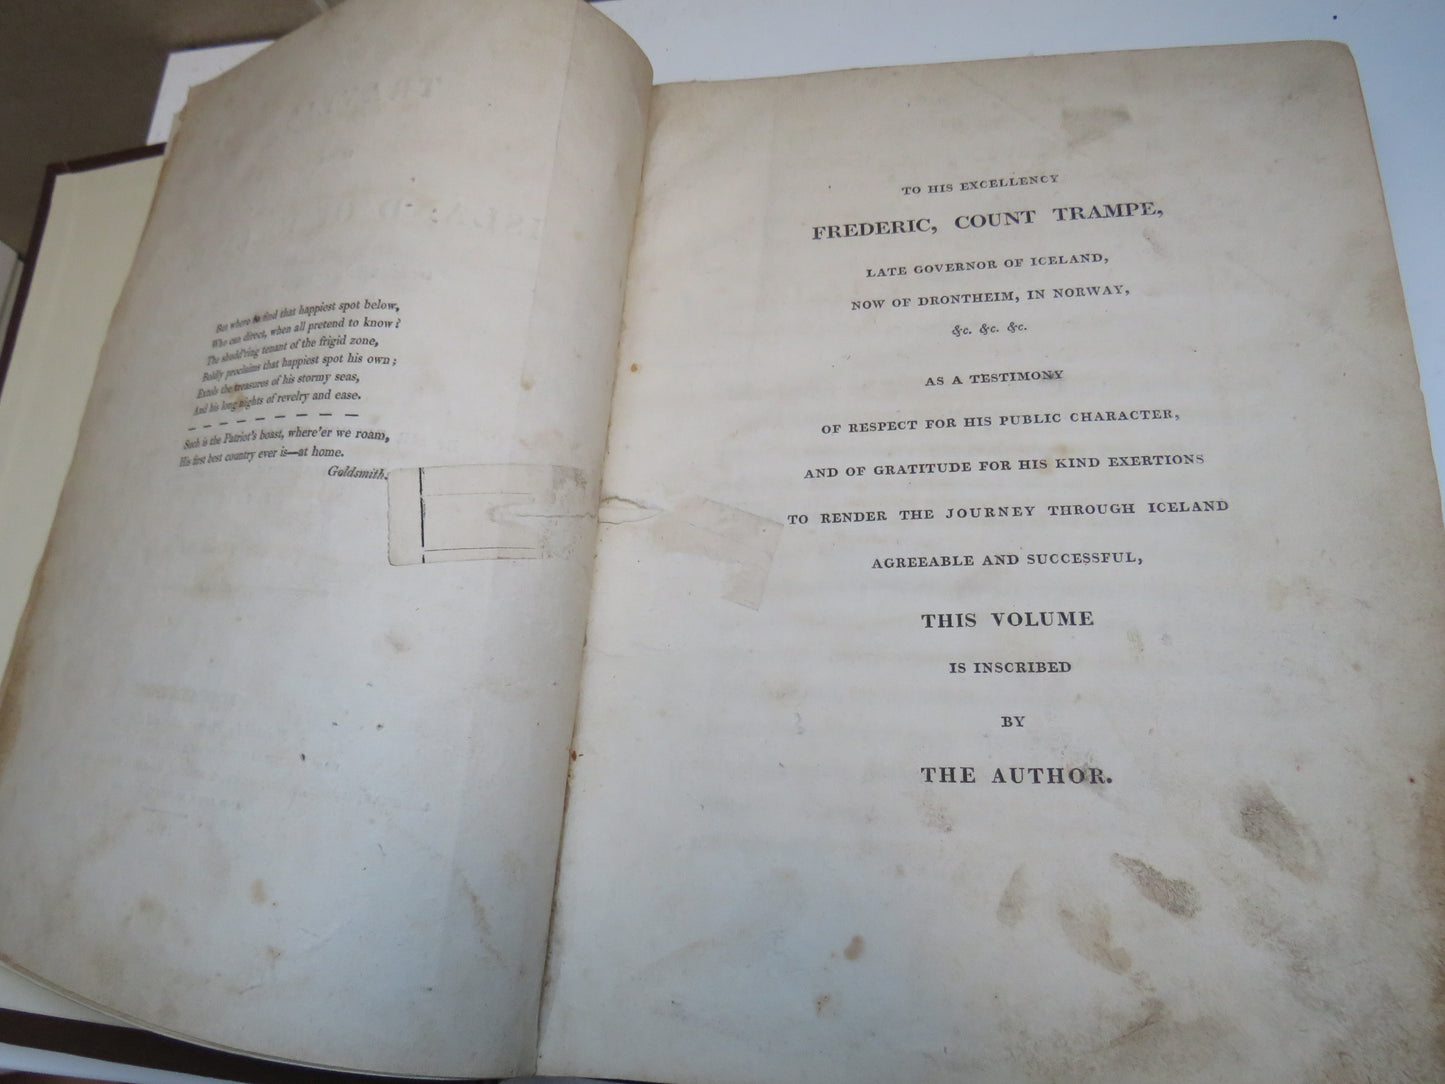 But where to find that happiest spot below,
Who can direct, when all pretend to know?
The shudd'ring tenant of the frigid zone,
Boldly proclaims that happiest spot his own;
Extols the treasures of his stormy seas,
And his long nights of revelry and ease.
Such is the Patriot's boast, where'er we roam,
His first best country ever is—at home.
Goldsmith.
TO HIS EXCELLENCY
FREDERIC, COUNT TRAMPE,
LATE GOVERNOR OF ICELAND,
NOW OF DRONTHEIM, IN NORWAY,
&c. &c. &c.
AS A TESTIMONY
OF RESPECT FOR HIS PUBLIC CHARACTER,
AND OF GRATITUDE FOR HIS KIND EXERTIONS
TO RENDER THE JOURNEY THROUGH ICELAND
AGREEABLE AND SUCCESSFUL,
THIS VOLUME
IS INSCRIBED
BY
THE AUTHOR.